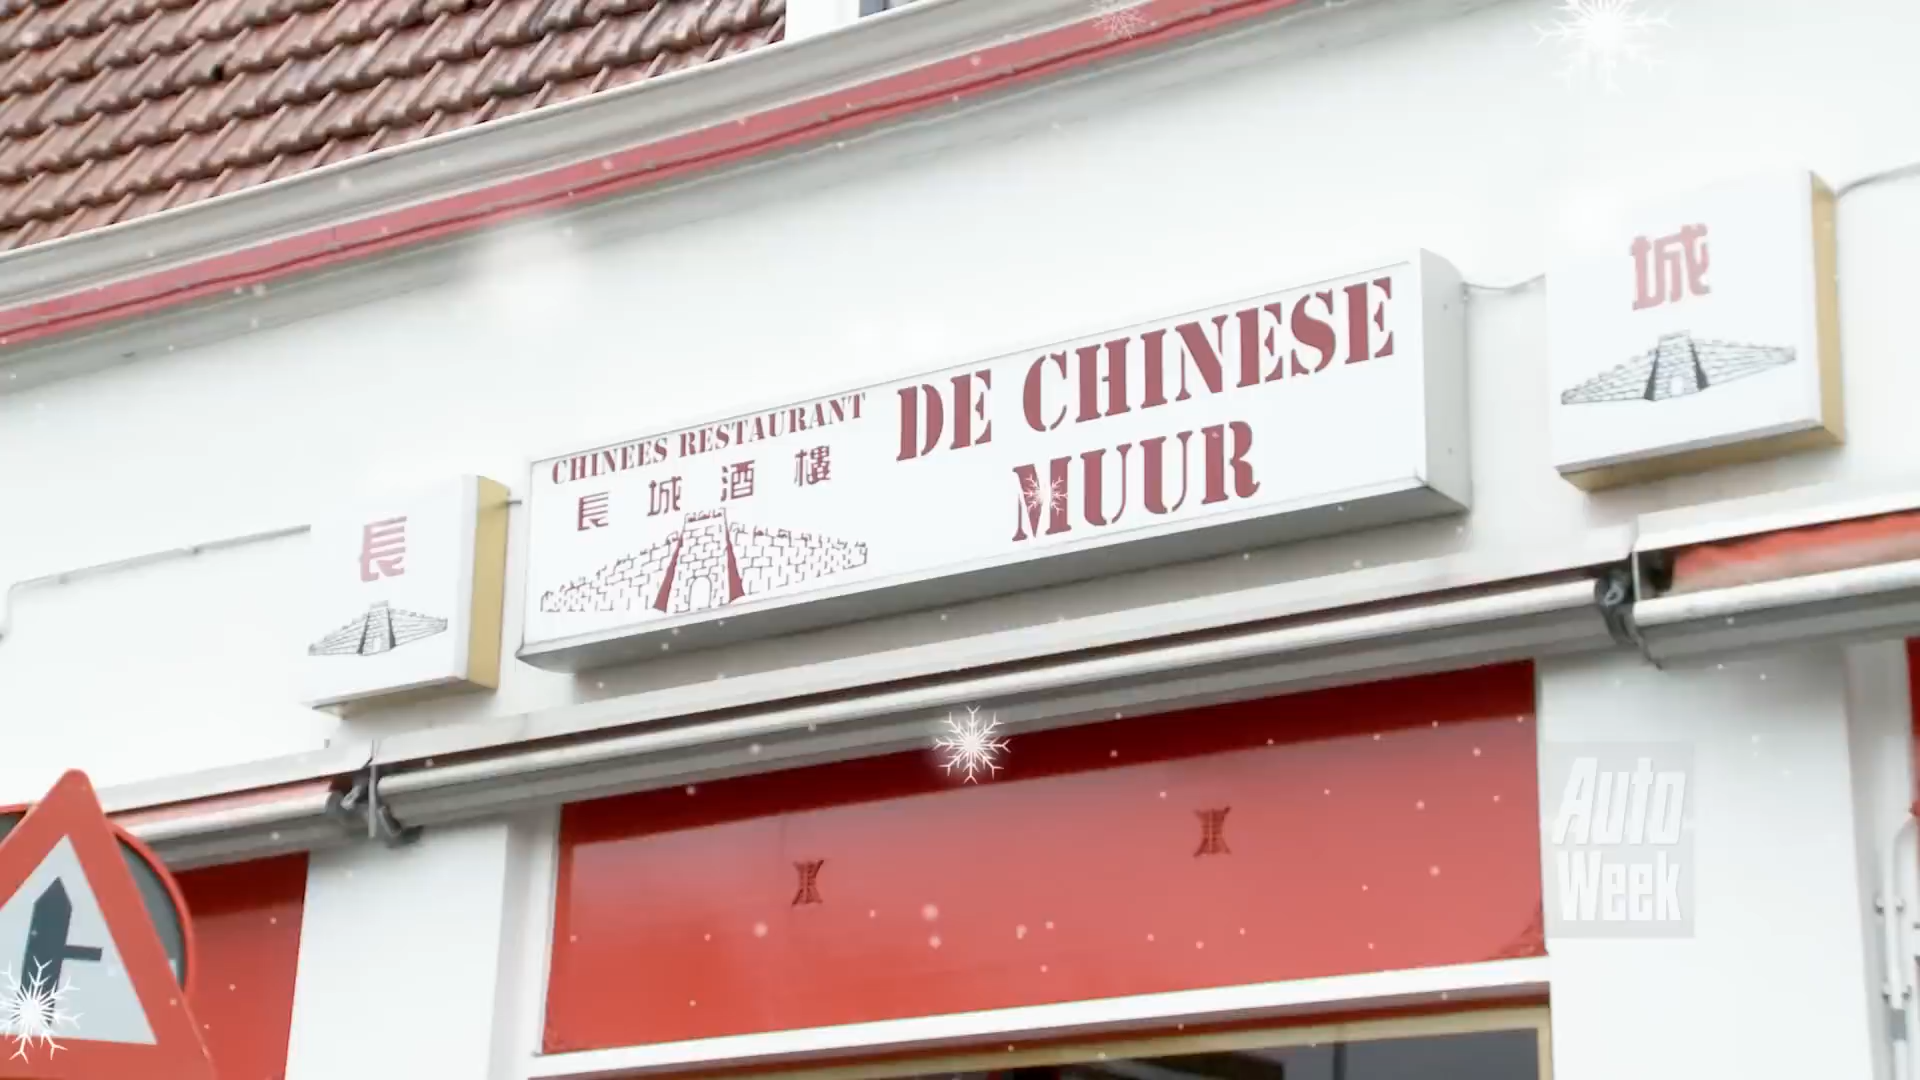 CHINEES RESTAURANT
長城酒樓
DE CHINESE
MUUR
長
城
Auto
Week